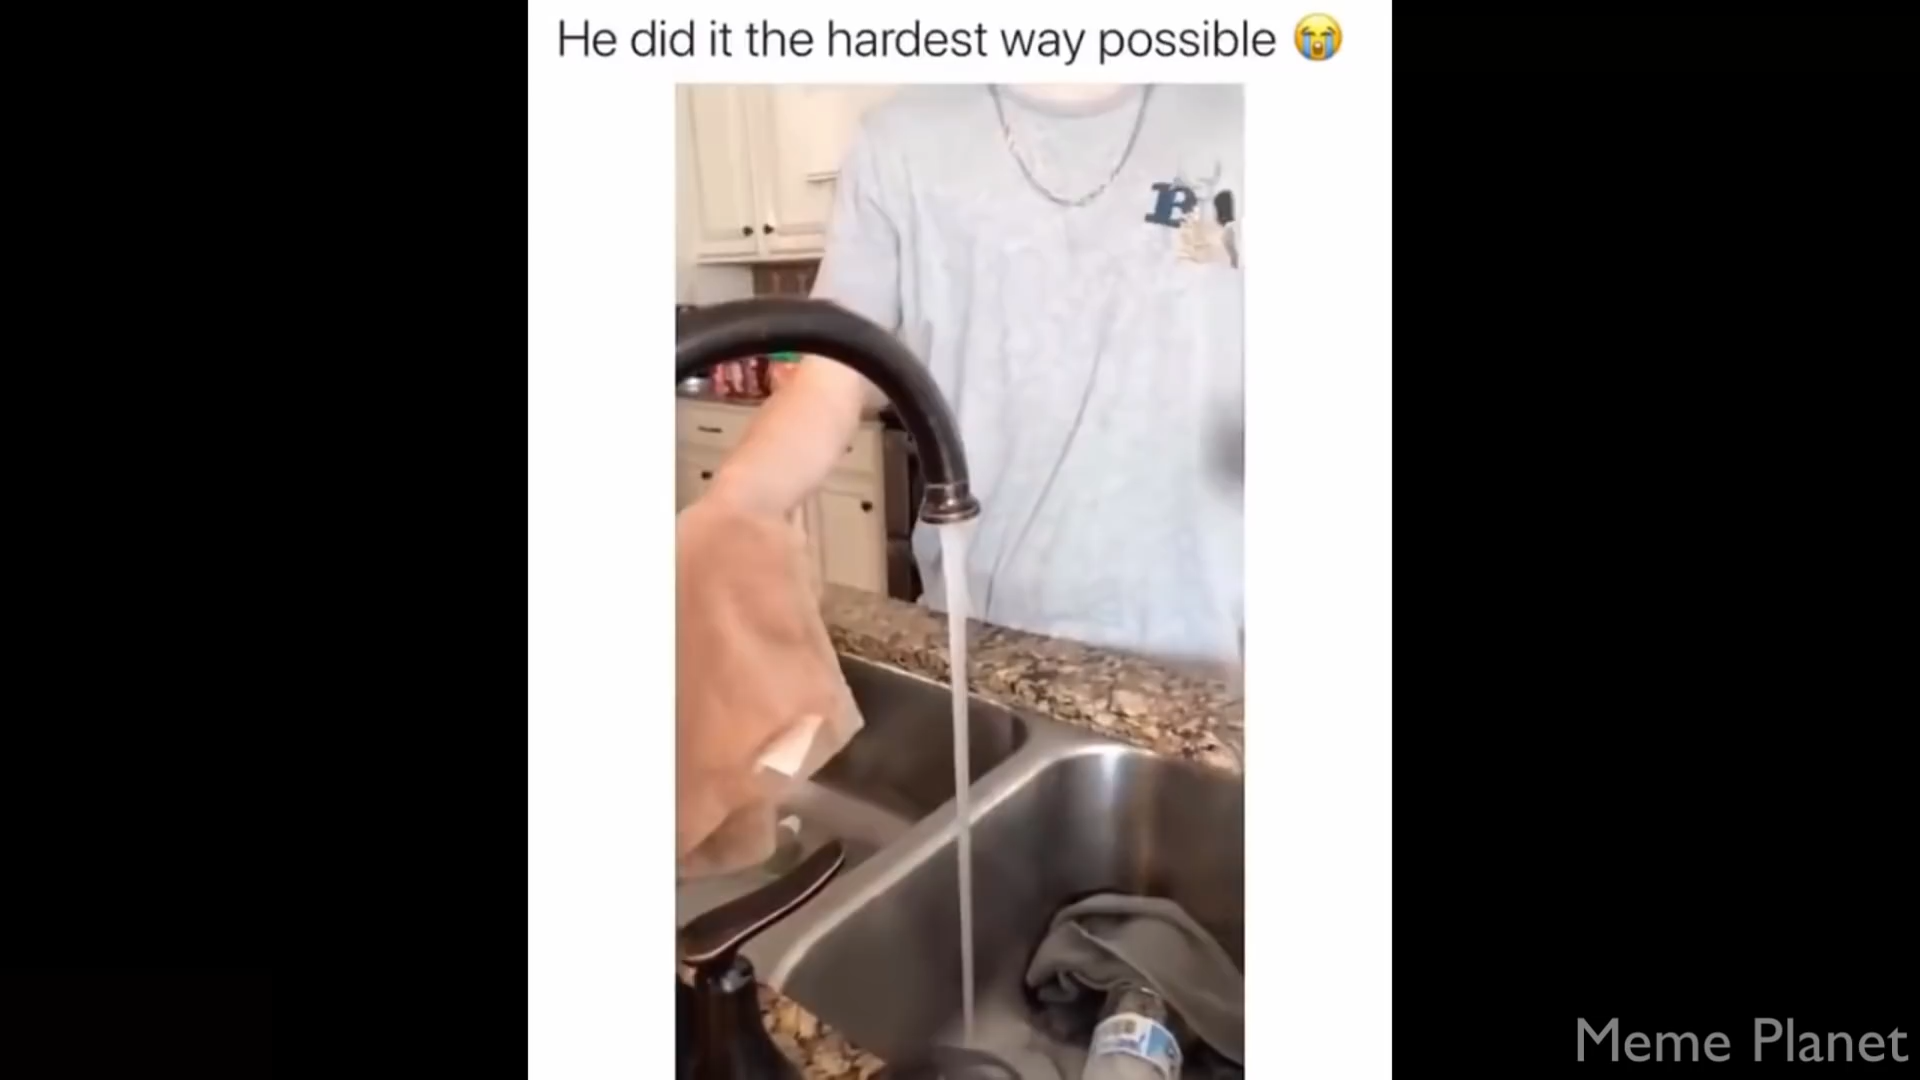 He did it the hardest way possible 😭
P
Meme Planet